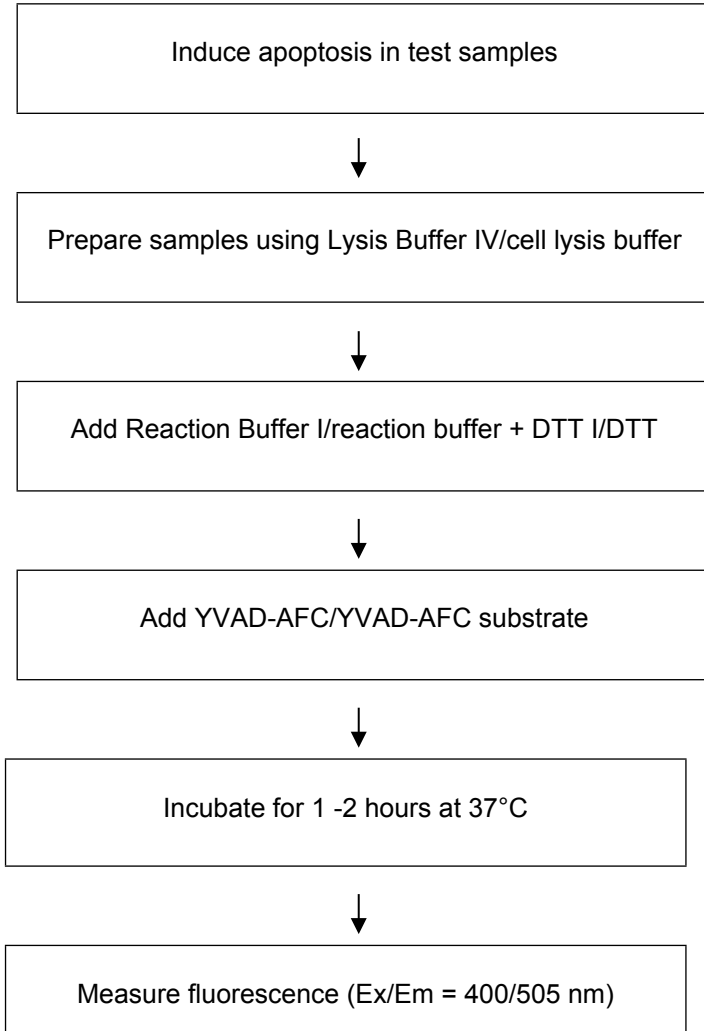 Induce apoptosis in test samples
Prepare samples using Lysis Buffer IV/cell lysis buffer
Add Reaction Buffer I/reaction buffer + DTT I/DTT
Add YVAD-AFC/YVAD-AFC substrate
Incubate for 1 -2 hours at 37°C
Measure fluorescence (Ex/Em = 400/505 nm)